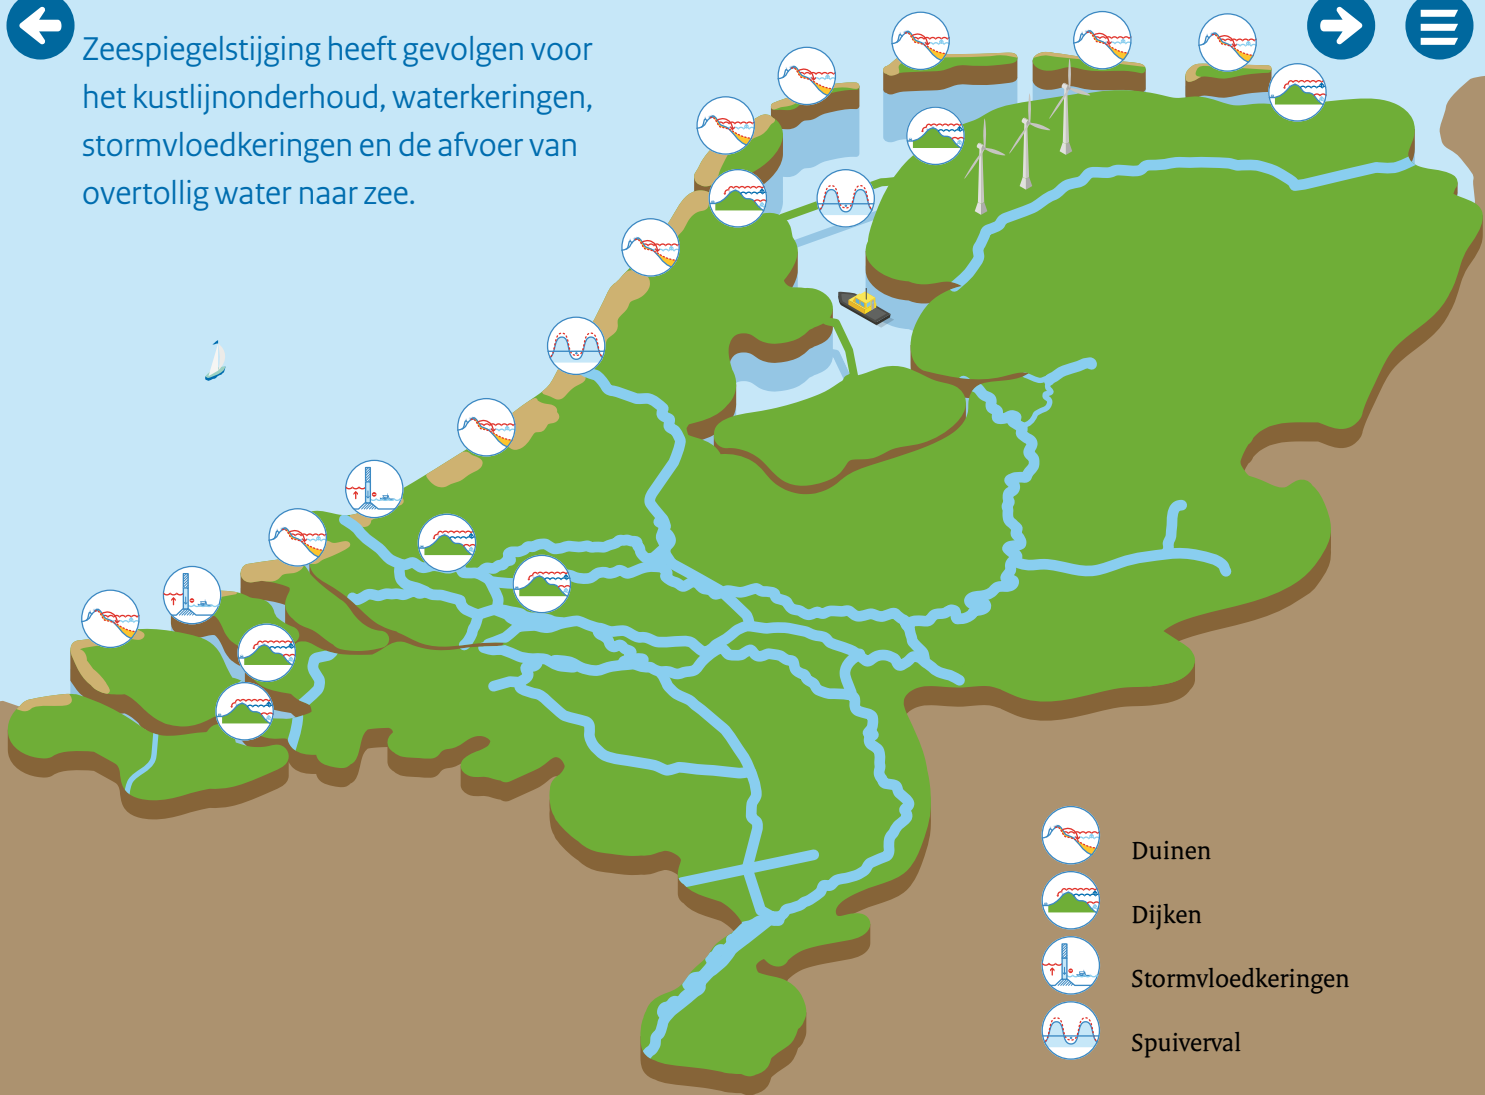 Zeespiegelstijging heeft gevolgen voor
het kustlijnonderhoud, waterkeringen,
stormvloedkeringen en de afvoer van
overtollig water naar zee.
Duinen
Dijken
Stormvloedkeringen
Spuiverval